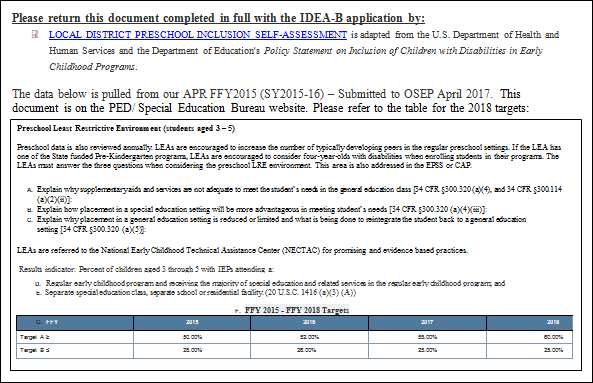 Please return this document completed in full with the IDEA-B application by:
LOCAL DISTRICT PRESCHOOL INCLUSION SELF-ASSESSMENT is adapted from the U.S. Department of Health and
Human Services and the Department of Education's Policy Statement on Inclusion of Children with Disabilities in Early
Childhood Programs.
The data below is pulled from our APR FFY2015 (SY2015-16) – Submitted to OSEP April 2017. This
document is on the PED/ Special Education Bureau website. Please refer to the table for the 2018 targets:
Preschool Least Restrictive Environment (students aged 3 – 5)
Preschool data is also reviewed annually. LEAs are encouraged to increase the number of typically developing peers in the regular preschool settings. If the LEA has
one of the State funded Pre-Kindergarten programs, LEAs are encouraged to consider four-year-olds with disabilities when enrolling students in their programs. The
LEAs must answer the three questions when considering the preschool LRE environment. This area is also addressed in the EPSS or CAP.
A. Explain why supplementary aids and services are not adequate to meet the student's needs in the general education class [34 CFR §300.320 (a)(4), and 34 CFR §300.114
(a)(2)(ii)]:
B. Explain how placement in a special education setting will be more advantageous in meeting student's needs [34 CFR §300.320 (a)(4)(iii)]:
C. Explain why placement in a general education setting is reduced or limited and what is being done to reintegrate the student back to a general education
setting [34 CFR §300.320 (a)(5)]:
LEAs are referred to the National Early Childhood Technical Assistance Center (NECTAC) for promising and evidence based practices.
Results indicator: Percent of children aged 3 through 5 with IEPs attending a:
D. Regular early childhood program and receiving the majority of special education and related services in the regular early childhood program; and
E. Separate special education class, separate school or residential facility. (20 U.S.C. 1416 (a)(3) (A))
F. FFY 2015 - FFY 2018 Targets
G. FFY 2015 2016 2017 2018
Target A ≥ 50.00% 52.00% 55.00% 60.00%
Target B ≤ 25.00% 25.00% 25.00% 25.00%